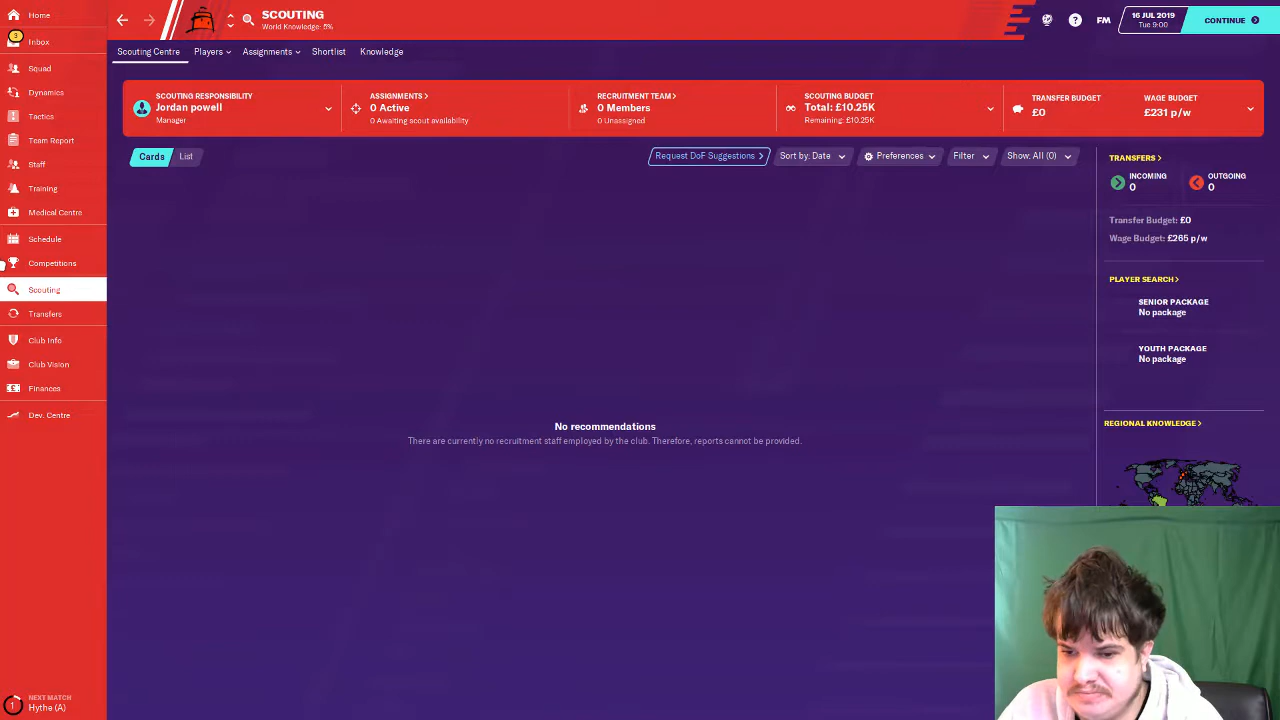 Home
3
Inbox
Squad
Dynamics
Tactics
Team Report
Staff
Training
Medical Centre
Schedule
Competitions
Scouting
Transfers
Club Info
Club Vision
Finances
Dev. Centre
1
NEXT MATCH
Hythe (A)
SCOUTING
World Knowledge: 5%
?
FM
16 JUL 2019
Tue 9:00
CONTINUE
Scouting Centre
Players
Assignments
Shortlist
Knowledge
SCOUTING RESPONSIBILITY
Jordan powell
Manager
ASSIGNMENTS
0 Active
0 Awaiting scout availability
RECRUITMENT TEAM
0 Members
0 Unassigned
SCOUTING BUDGET
Total: £10.25K
Remaining: £10.25K
TRANSFER BUDGET
£0
WAGE BUDGET
£231 p/w
Cards
List
Request DoF Suggestions
Sort by: Date
Preferences
Filter
Show: All (0)
No recommendations
There are currently no recruitment staff employed by the club. Therefore, reports cannot be provided.
TRANSFERS
INCOMING
0
OUTGOING
0
Transfer Budget: £0
Wage Budget: £265 p/w
PLAYER SEARCH
SENIOR PACKAGE
No package
YOUTH PACKAGE
No package
REGIONAL KNOWLEDGE